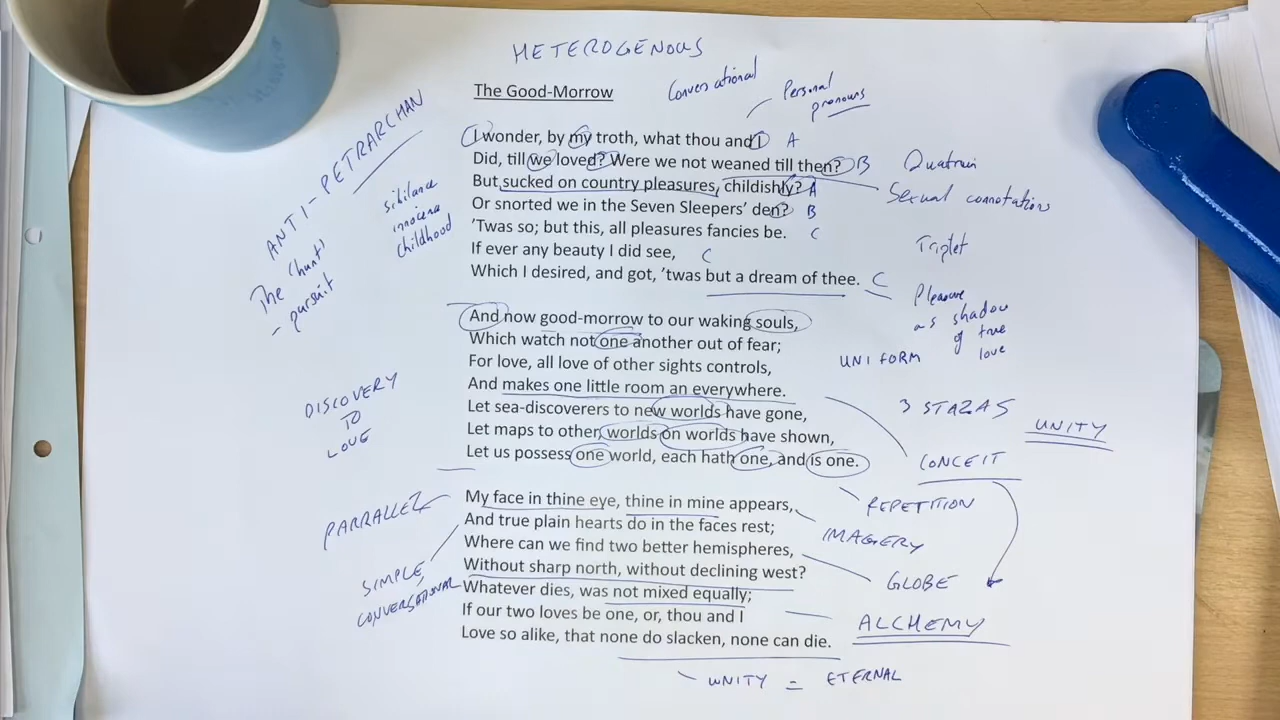 HETEROGENOUS
The Good-Morrow
Conversational
Personal
pronouns
I wonder, by my troth, what thou and I A
Did, till we loved? Were we not weaned till then? B
But sucked on country pleasures, childishly? A
Or snorted we in the Seven Sleepers' den? B
'Twas so; but this, all pleasures fancies be. C
If ever any beauty I did see, C
Which I desired, and got, 'twas but a dream of thee. C
Quatrain
Sexual connotations
Triplet
Pleasure
as shadow
of true
love
ANTI-PETRARCHAN
The 'hunt'
- pursuit
sibilance
innocence
childhood
And now good-morrow to our waking souls,
Which watch not one another out of fear;
For love, all love of other sights controls,
And makes one little room an everywhere.
Let sea-discoverers to new worlds have gone,
Let maps to other, worlds on worlds have shown,
Let us possess one world, each hath one, and is one.
UNIFORM
3 STAZAS
UNITY
CONCEIT
REPETITION
DISCOVERY
TO
LOVE
My face in thine eye, thine in mine appears,
And true plain hearts do in the faces rest;
Where can we find two better hemispheres,
Without sharp north, without declining west?
Whatever dies, was not mixed equally;
If our two loves be one, or, thou and I
Love so alike, that none do slacken, none can die.
IMAGERY
GLOBE
ALCHEMY
PARRALLEL
SIMPLE,
CONVERSATIONAL
UNITY = ETERNAL